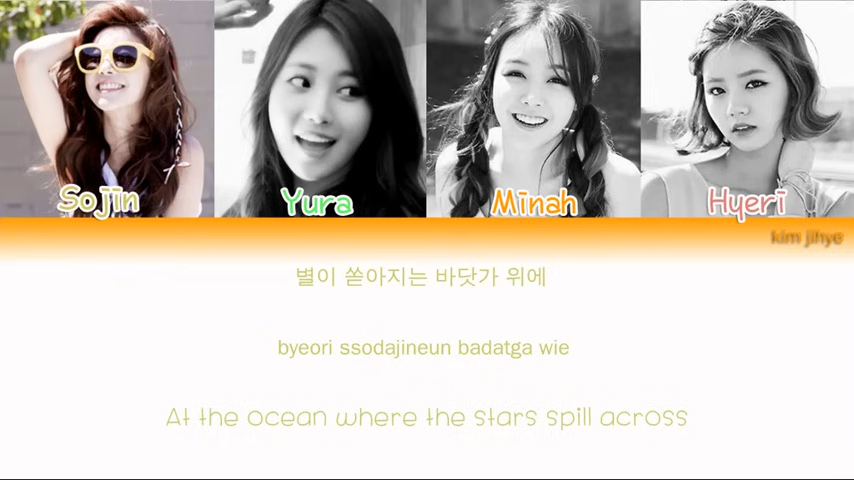 Sojin
Yura
Minah
Hyeri
kim jihye
별이 쏟아지는 바닷가 위에
byeori ssodajineun badatga wie
At the ocean where the stars spill across